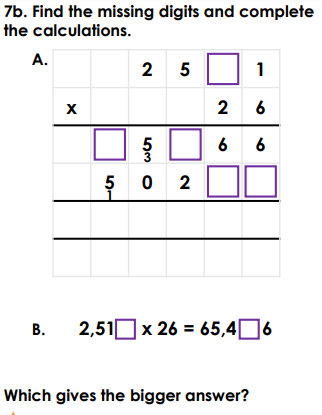 7b. Find the missing digits and complete
the calculations.
A.
2 5 □ 1
x 2 6
□ 5 □ 6 6
3
5 0 2 □ □
1
B. 2,51□ x 26 = 65,4□6
Which gives the bigger answer?